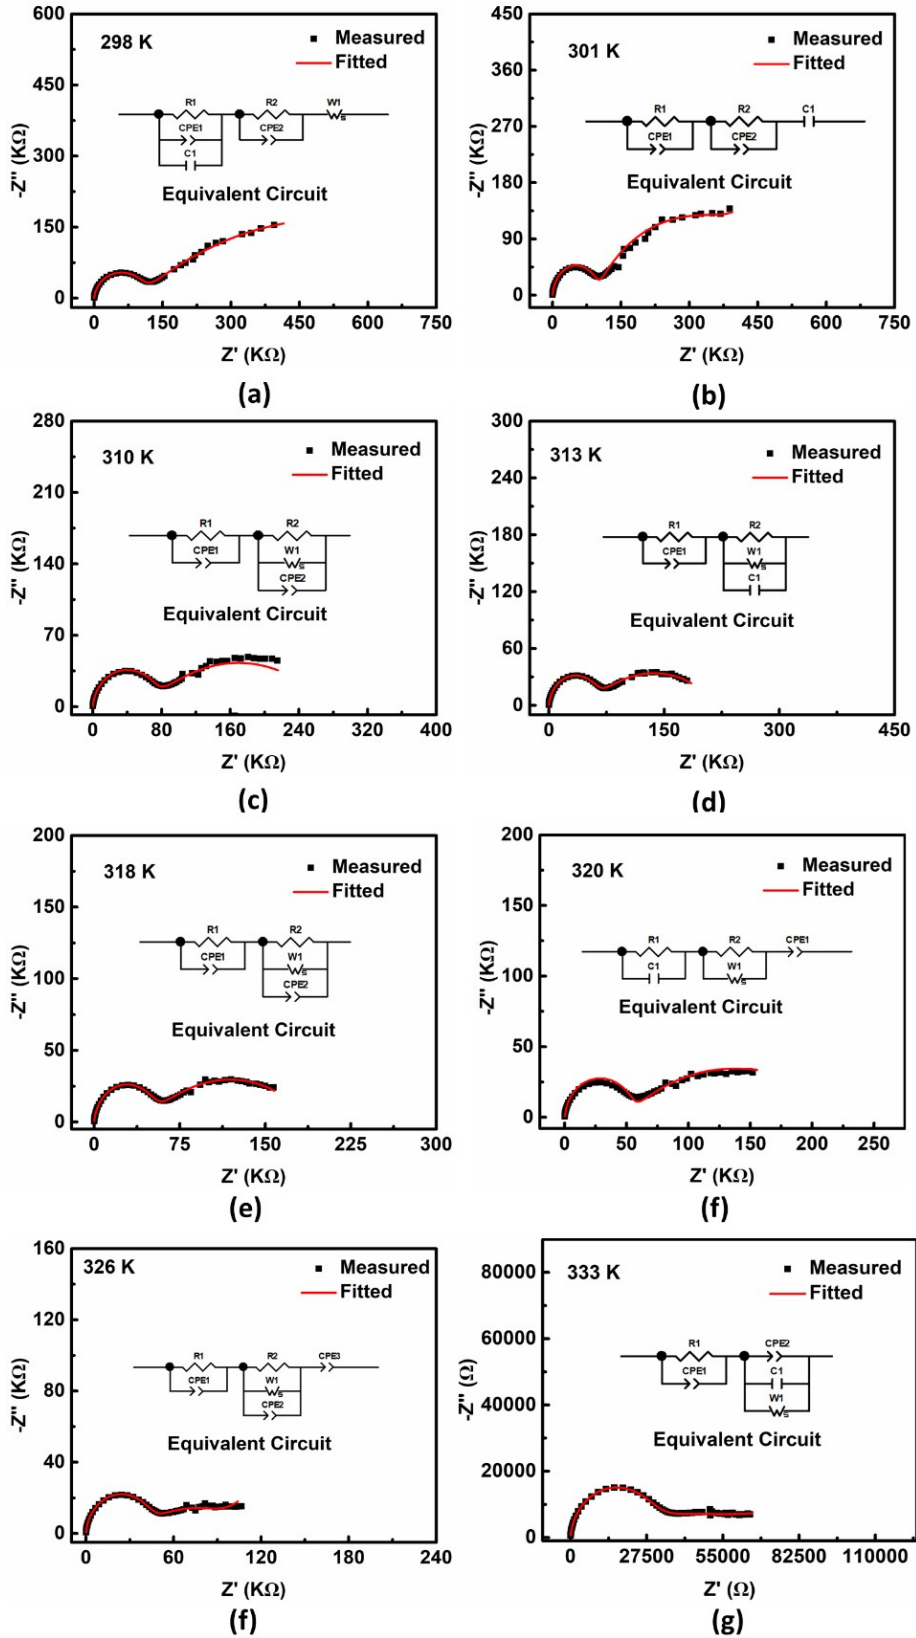 298 K
Measured
Fitted
R1
R2
W1
CPE1
CPE2
S
C1
Equivalent Circuit
600
450
300
150
0
-Z'' (KΩ)
0 150 300 450 600 750
Z' (KΩ)
(a)
301 K
Measured
Fitted
R1
R2
C1
CPE1
CPE2
Equivalent Circuit
450
360
270
180
90
0
-Z'' (KΩ)
0 150 300 450 600 750
Z' (KΩ)
(b)
310 K
Measured
Fitted
R1
R2
CPE1
W1
S
CPE2
Equivalent Circuit
280
210
140
70
0
-Z'' (KΩ)
0 80 160 240 320 400
Z' (KΩ)
(c)
313 K
Measured
Fitted
R1
R2
CPE1
W1
S
C1
Equivalent Circuit
300
240
180
120
60
0
-Z'' (KΩ)
0 150 300 450
Z' (KΩ)
(d)
318 K
Measured
Fitted
R1
R2
CPE1
W1
S
CPE2
Equivalent Circuit
200
150
100
50
0
-Z'' (KΩ)
0 75 150 225 300
Z' (KΩ)
(e)
320 K
Measured
Fitted
R1
R2
CPE1
C1
W1
S
Equivalent Circuit
200
150
100
50
0
-Z'' (KΩ)
0 50 100 150 200 250
Z' (KΩ)
(f)
326 K
Measured
Fitted
R1
R2
CPE3
CPE1
W1
S
CPE2
Equivalent Circuit
160
120
80
40
0
-Z'' (KΩ)
0 60 120 180 240
Z' (KΩ)
(f)
333 K
Measured
Fitted
R1
CPE2
CPE1
C1
W1
S
Equivalent Circuit
80000
60000
40000
20000
0
-Z'' (Ω)
0 27500 55000 82500 110000
Z' (Ω)
(g)